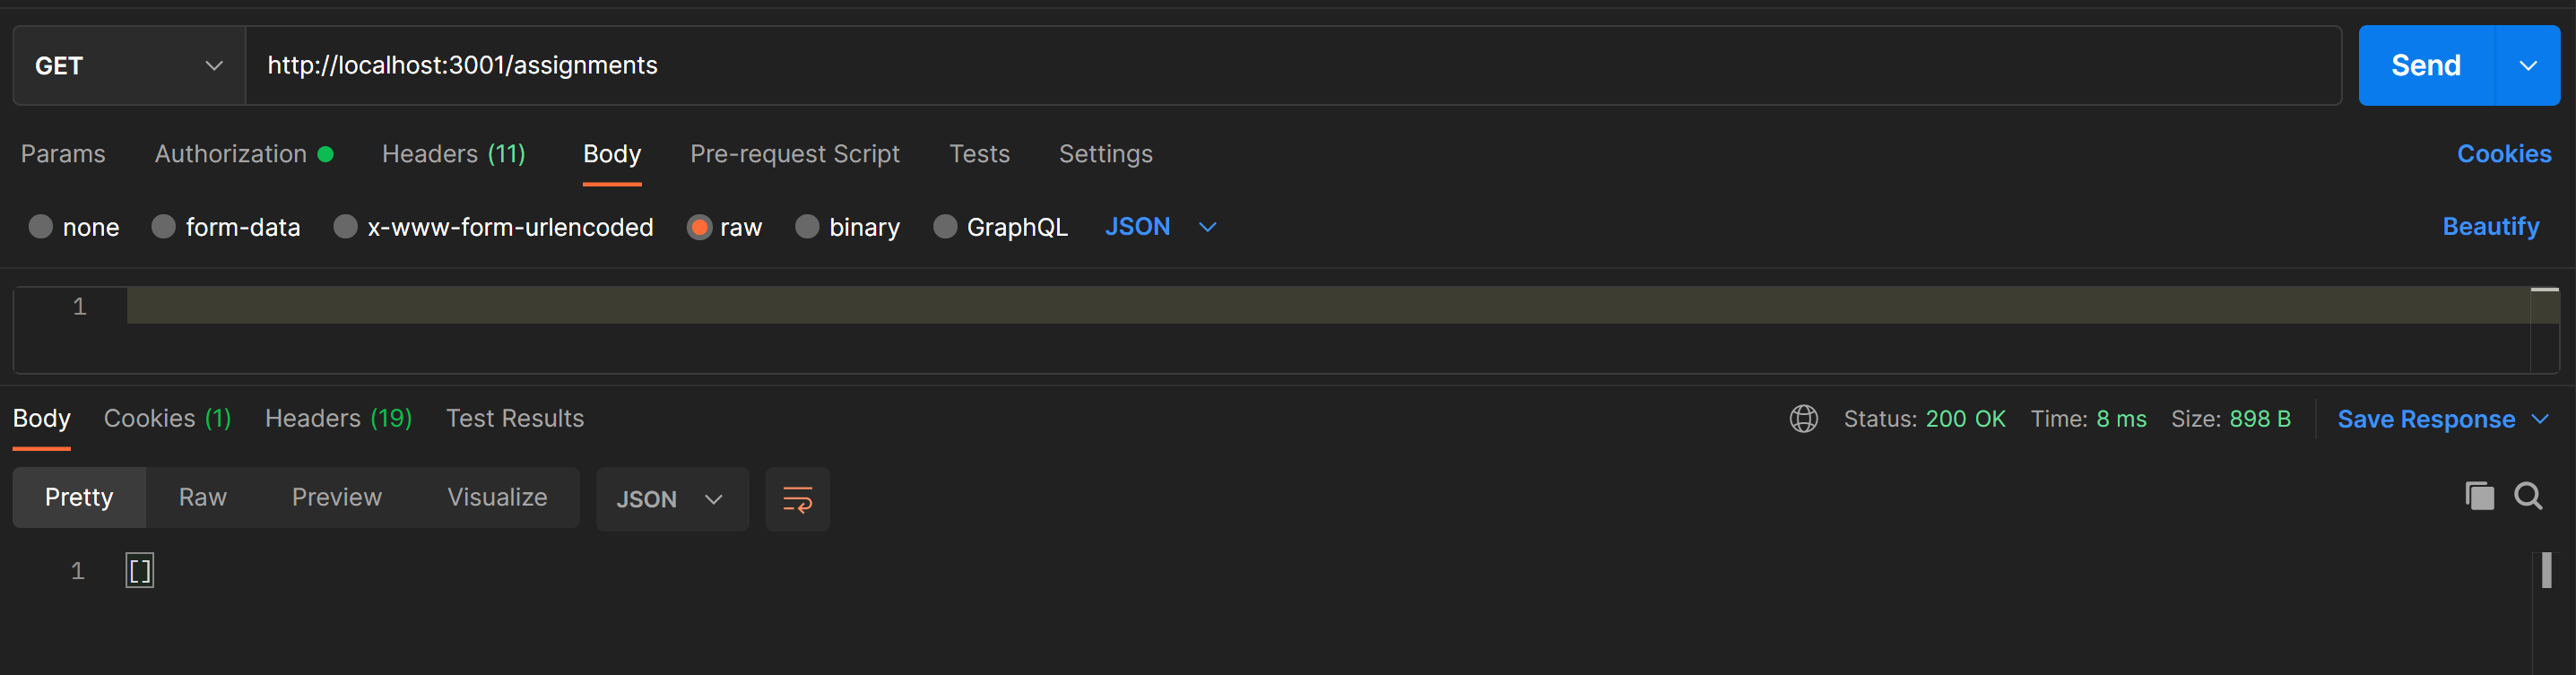 GET http://localhost:3001/assignments Send
Params Authorization Headers (11) Body Pre-request Script Tests Settings Cookies
none form-data x-www-form-urlencoded raw binary GraphQL JSON Beautify
1
Body Cookies (1) Headers (19) Test Results Status: 200 OK Time: 8 ms Size: 898 B Save Response
Pretty Raw Preview Visualize JSON
1 []